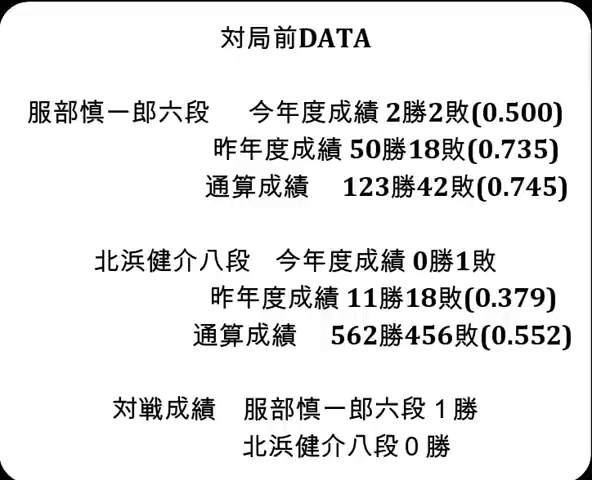 対局前DATA
服部慎一郎六段　今年度成績 2勝2敗(0.500)
昨年度成績 50勝18敗(0.735)
通算成績　123勝42敗(0.745)
北浜健介八段　今年度成績 0勝1敗
昨年度成績 11勝18敗(0.379)
通算成績　562勝456敗(0.552)
対戦成績　服部慎一郎六段１勝
北浜健介八段０勝